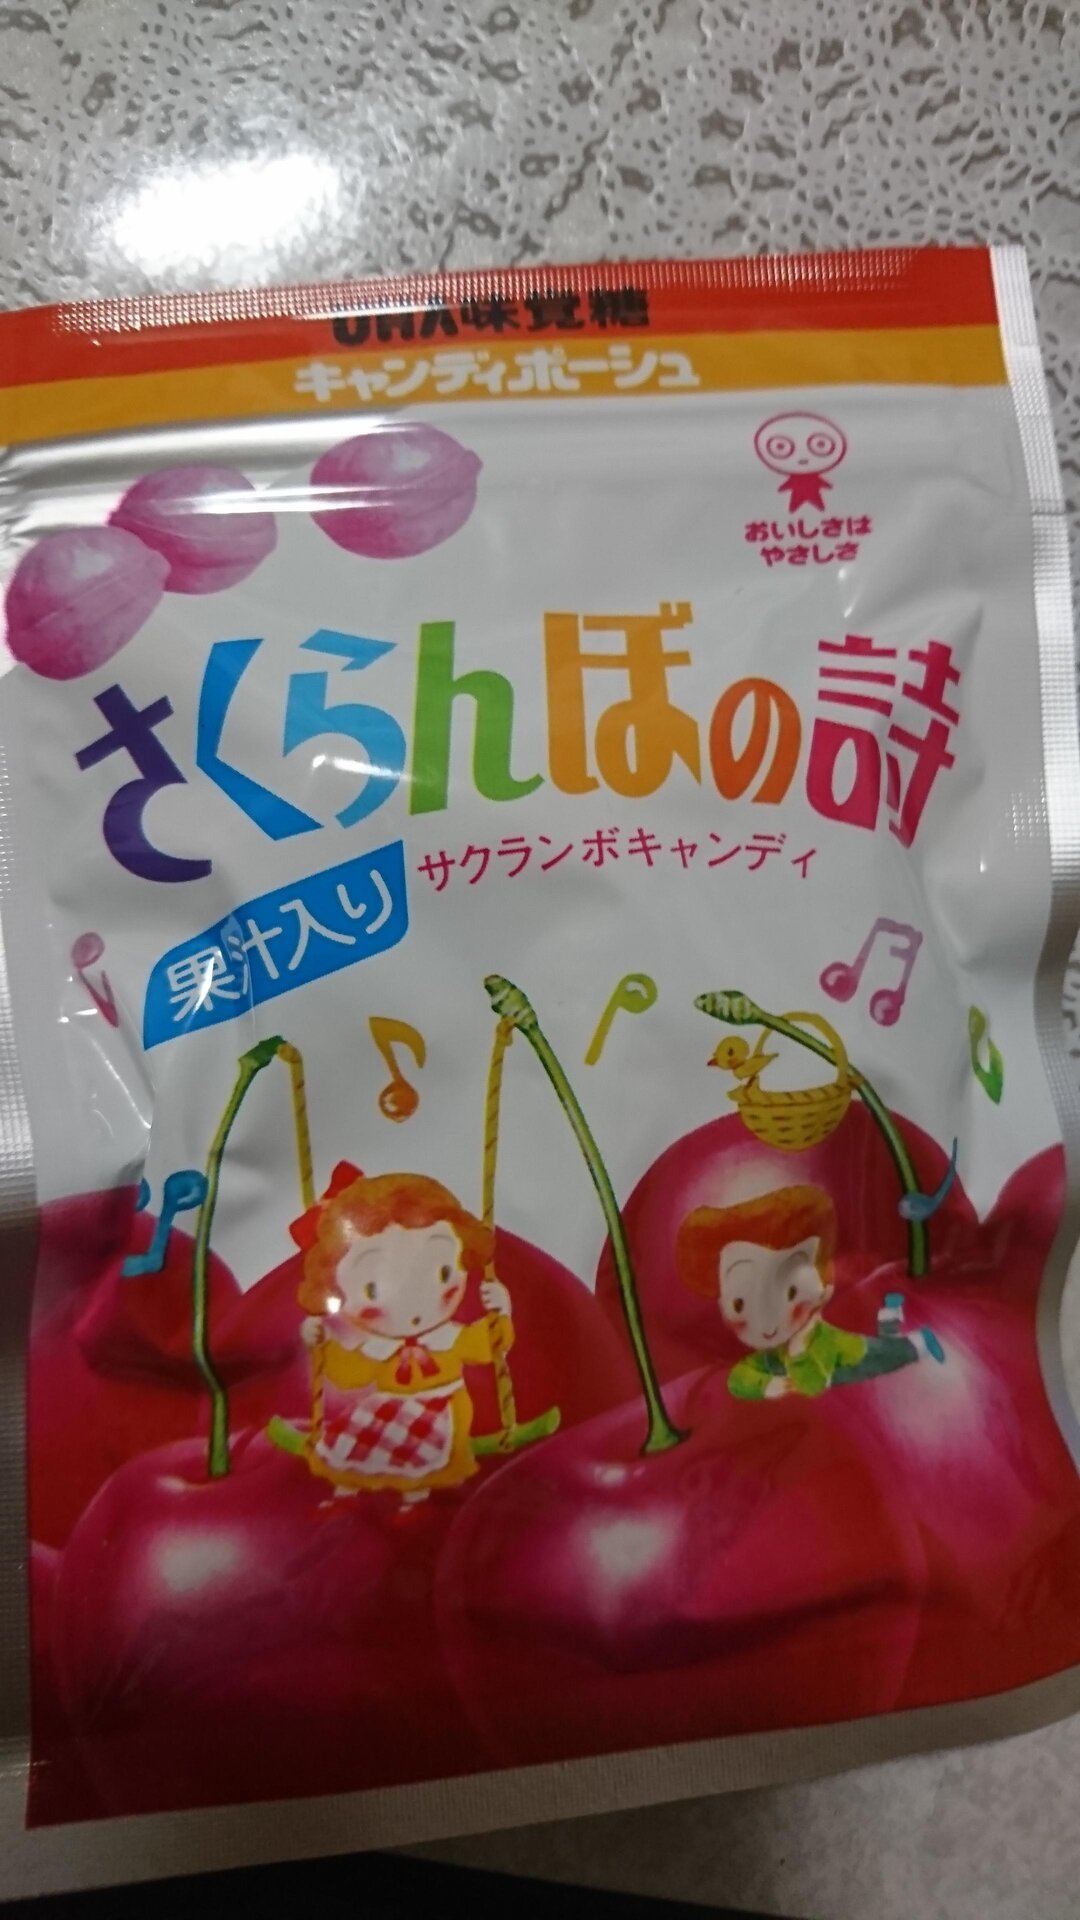 UHA味覚糖
キャンディポーシュ
おいしさは
やさしさ
さくらんぼの詩
サクランボキャンディ
果汁入り